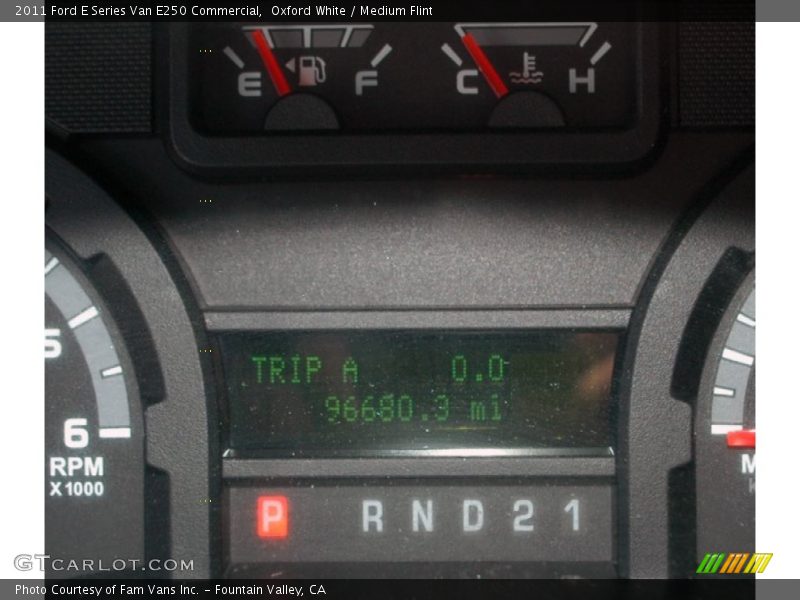 2011 Ford E Series Van E250 Commercial,  Oxford White / Medium Flint
E F C H
5
TRIP A 0.0
96680.3 mi
6
RPM
X1000
M
P R N D 2 1
GTCARLOT.COM
Photo Courtesy of Fam Vans Inc. - Fountain Valley, CA